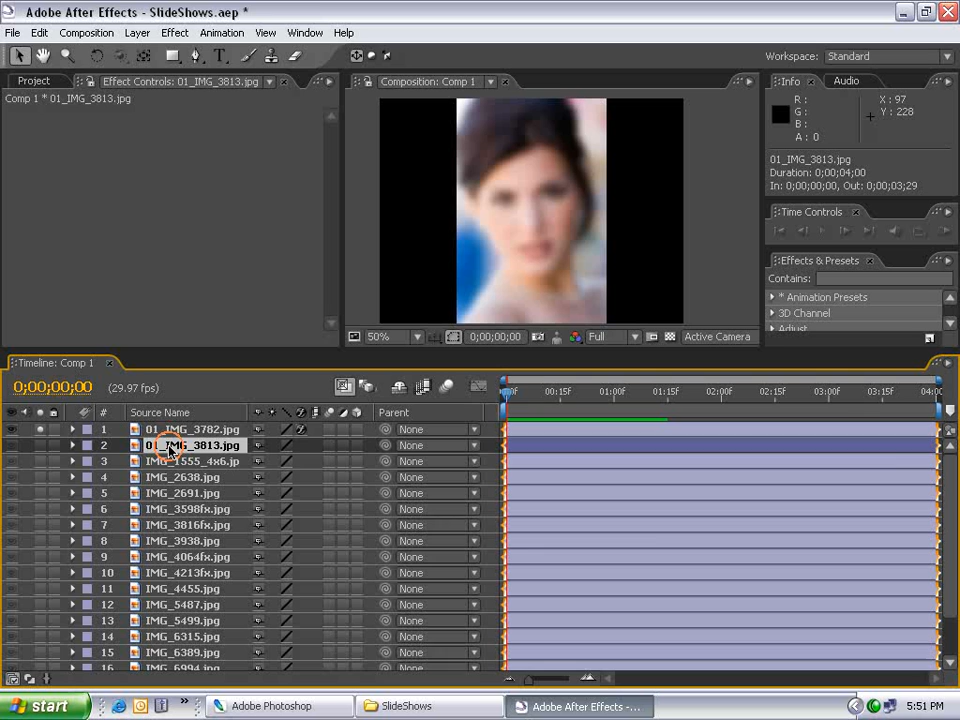 Adobe After Effects - SlideShows.aep *
File Edit Composition Layer Effect Animation View Window Help
Workspace: Standard
Project Effect Controls: 01_IMG_3813.jpg
Comp 1 * 01_IMG_3813.jpg
Composition: Comp 1
50% 0;00;00;00 Full Active Camera
Info Audio
R : X : 97
G : Y : 228
B :
A : 0
01_IMG_3813.jpg
Duration: 0;00;04;00
In: 0;00;00;00, Out: 0;00;03;29
Time Controls
Effects & Presets
Contains:
* Animation Presets
3D Channel
Adjust
Timeline: Comp 1
0;00;00;00 (29.97 fps)
00:15F 01:00F 01:15F 02:00F 02:15F 03:00F 03:15F 04:00
# Source Name Parent
1 01_IMG_3782.jpg None
2 01_IMG_3813.jpg None
3 IMG_1555_4x6.jp None
4 IMG_2638.jpg None
5 IMG_2691.jpg None
6 IMG_3598fx.jpg None
7 IMG_3816fx.jpg None
8 IMG_3938.jpg None
9 IMG_4064fx.jpg None
10 IMG_4213fx.jpg None
11 IMG_4455.jpg None
12 IMG_5487.jpg None
13 IMG_5499.jpg None
14 IMG_6315.jpg None
15 IMG_6389.jpg None
16 IMG_6994.jpg None
start Adobe Photoshop SlideShows Adobe After Effects -... 5:51 PM